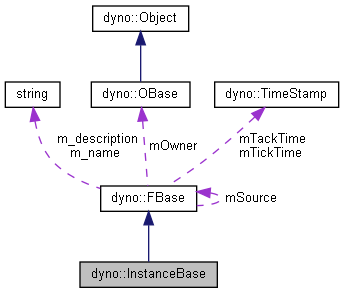 dyno::Object
string
dyno::OBase
dyno::TimeStamp
m_description
m_name
mOwner
mTackTime
mTickTime
dyno::FBase
mSource
dyno::InstanceBase